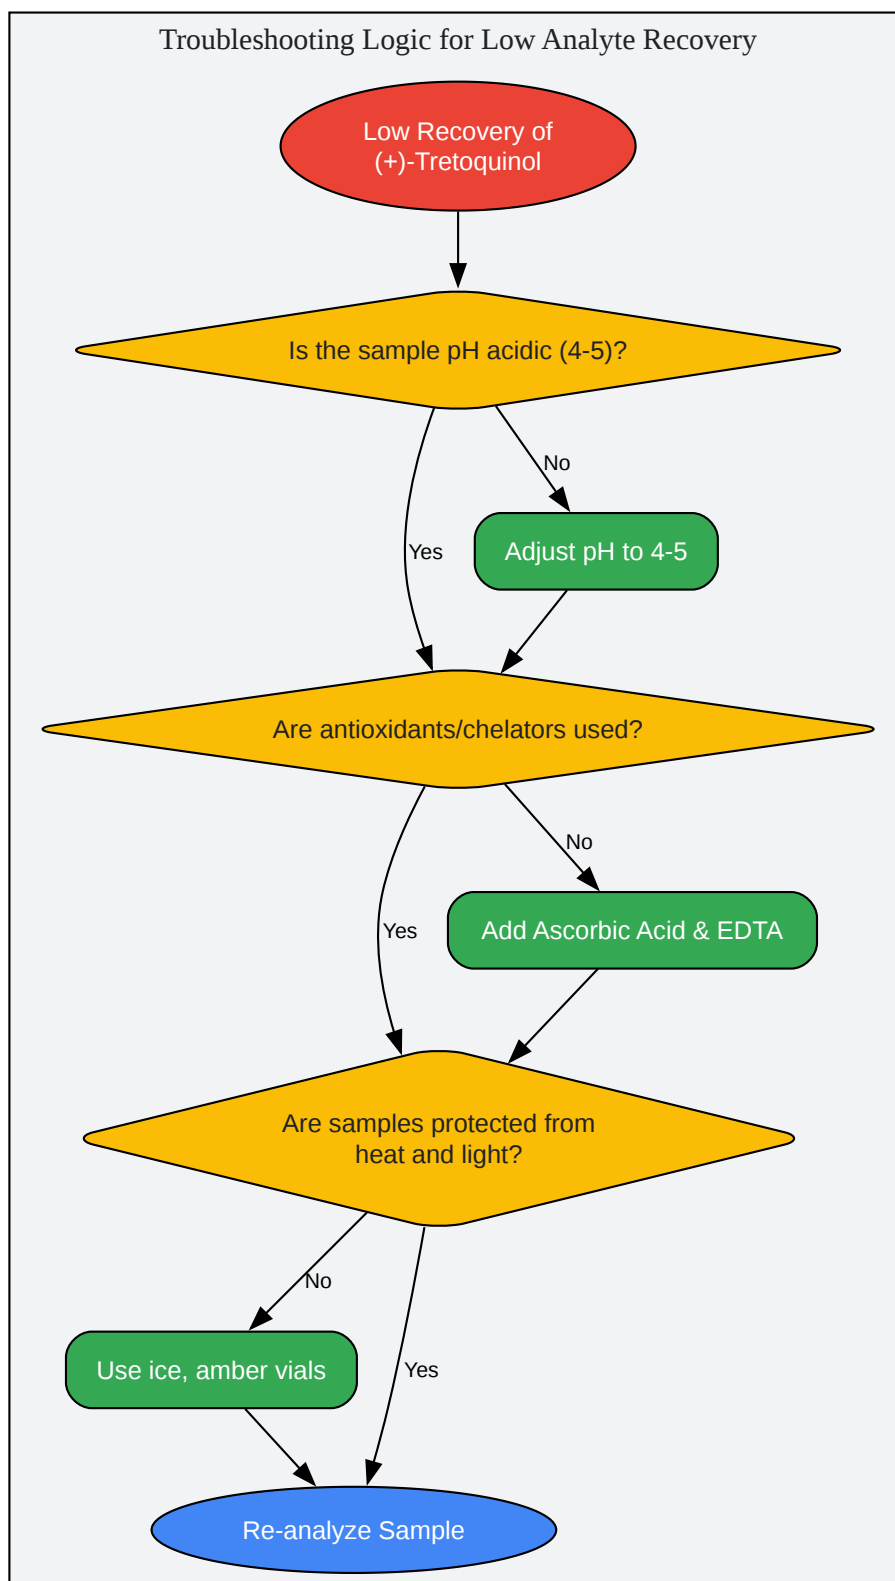 Troubleshooting Logic for Low Analyte Recovery
Low Recovery of
(+)-Tretoquinol
Is the sample pH acidic (4-5)?
No
Adjust pH to 4-5
Yes
Are antioxidants/chelators used?
No
Add Ascorbic Acid & EDTA
Yes
Are samples protected from
heat and light?
No
Use ice, amber vials
Yes
Re-analyze Sample